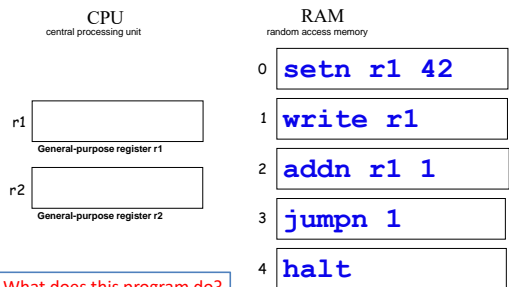 CPU
central processing unit
RAM
random access memory
r1
General-purpose register r1
r2
General-purpose register r2
0 setn r1 42
1 write r1
2 addn r1 1
3 jumpn 1
4 halt
What does this program do?